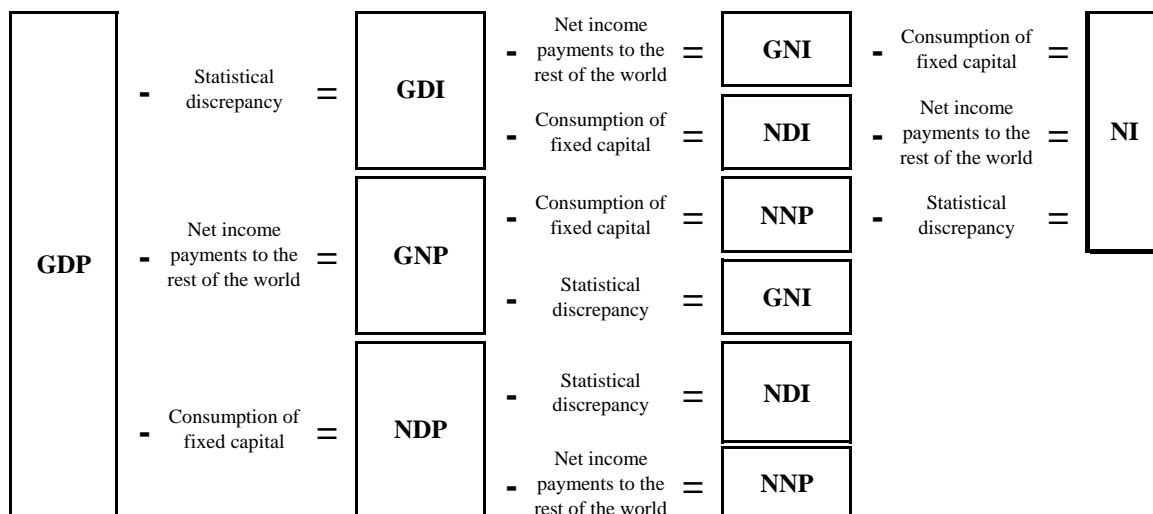 GDP
-
Statistical
discrepancy
=
GDI
-
Net income
payments to the
rest of the world
=
GNI
-
Consumption of
fixed capital
=
NI
-
Consumption of
fixed capital
=
NDI
-
Net income
payments to the
rest of the world
=
-
Net income
payments to the
rest of the world
=
GNP
-
Consumption of
fixed capital
=
NNP
-
Statistical
discrepancy
=
-
Statistical
discrepancy
=
GNI
-
Consumption of
fixed capital
=
NDP
-
Statistical
discrepancy
=
NDI
-
Net income
payments to the
rest of the world
=
NNP